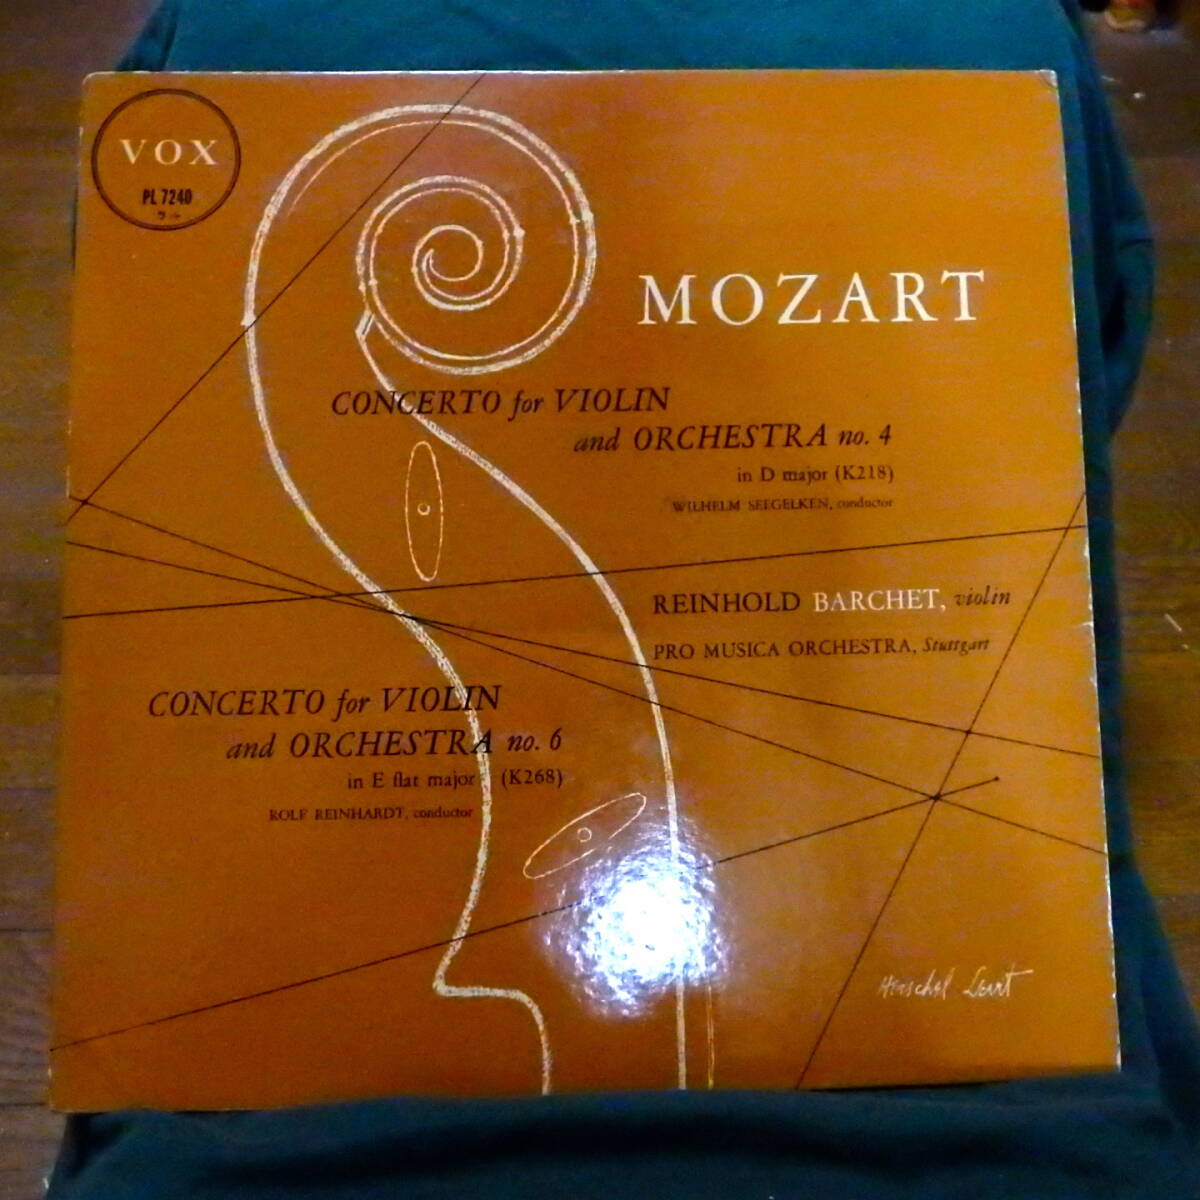 VOX
PL 7240
MOZART
CONCERTO for VIOLIN
and ORCHESTRA no. 4
in D major (K218)
WILHELM SEEGELKEN, conductor
REINHOLD BARCHET, violin
PRO MUSICA ORCHESTRA, Stuttgart
CONCERTO for VIOLIN
and ORCHESTRA no. 6
in E flat major (K268)
ROLF REINHARDT, conductor
Herschel Levit